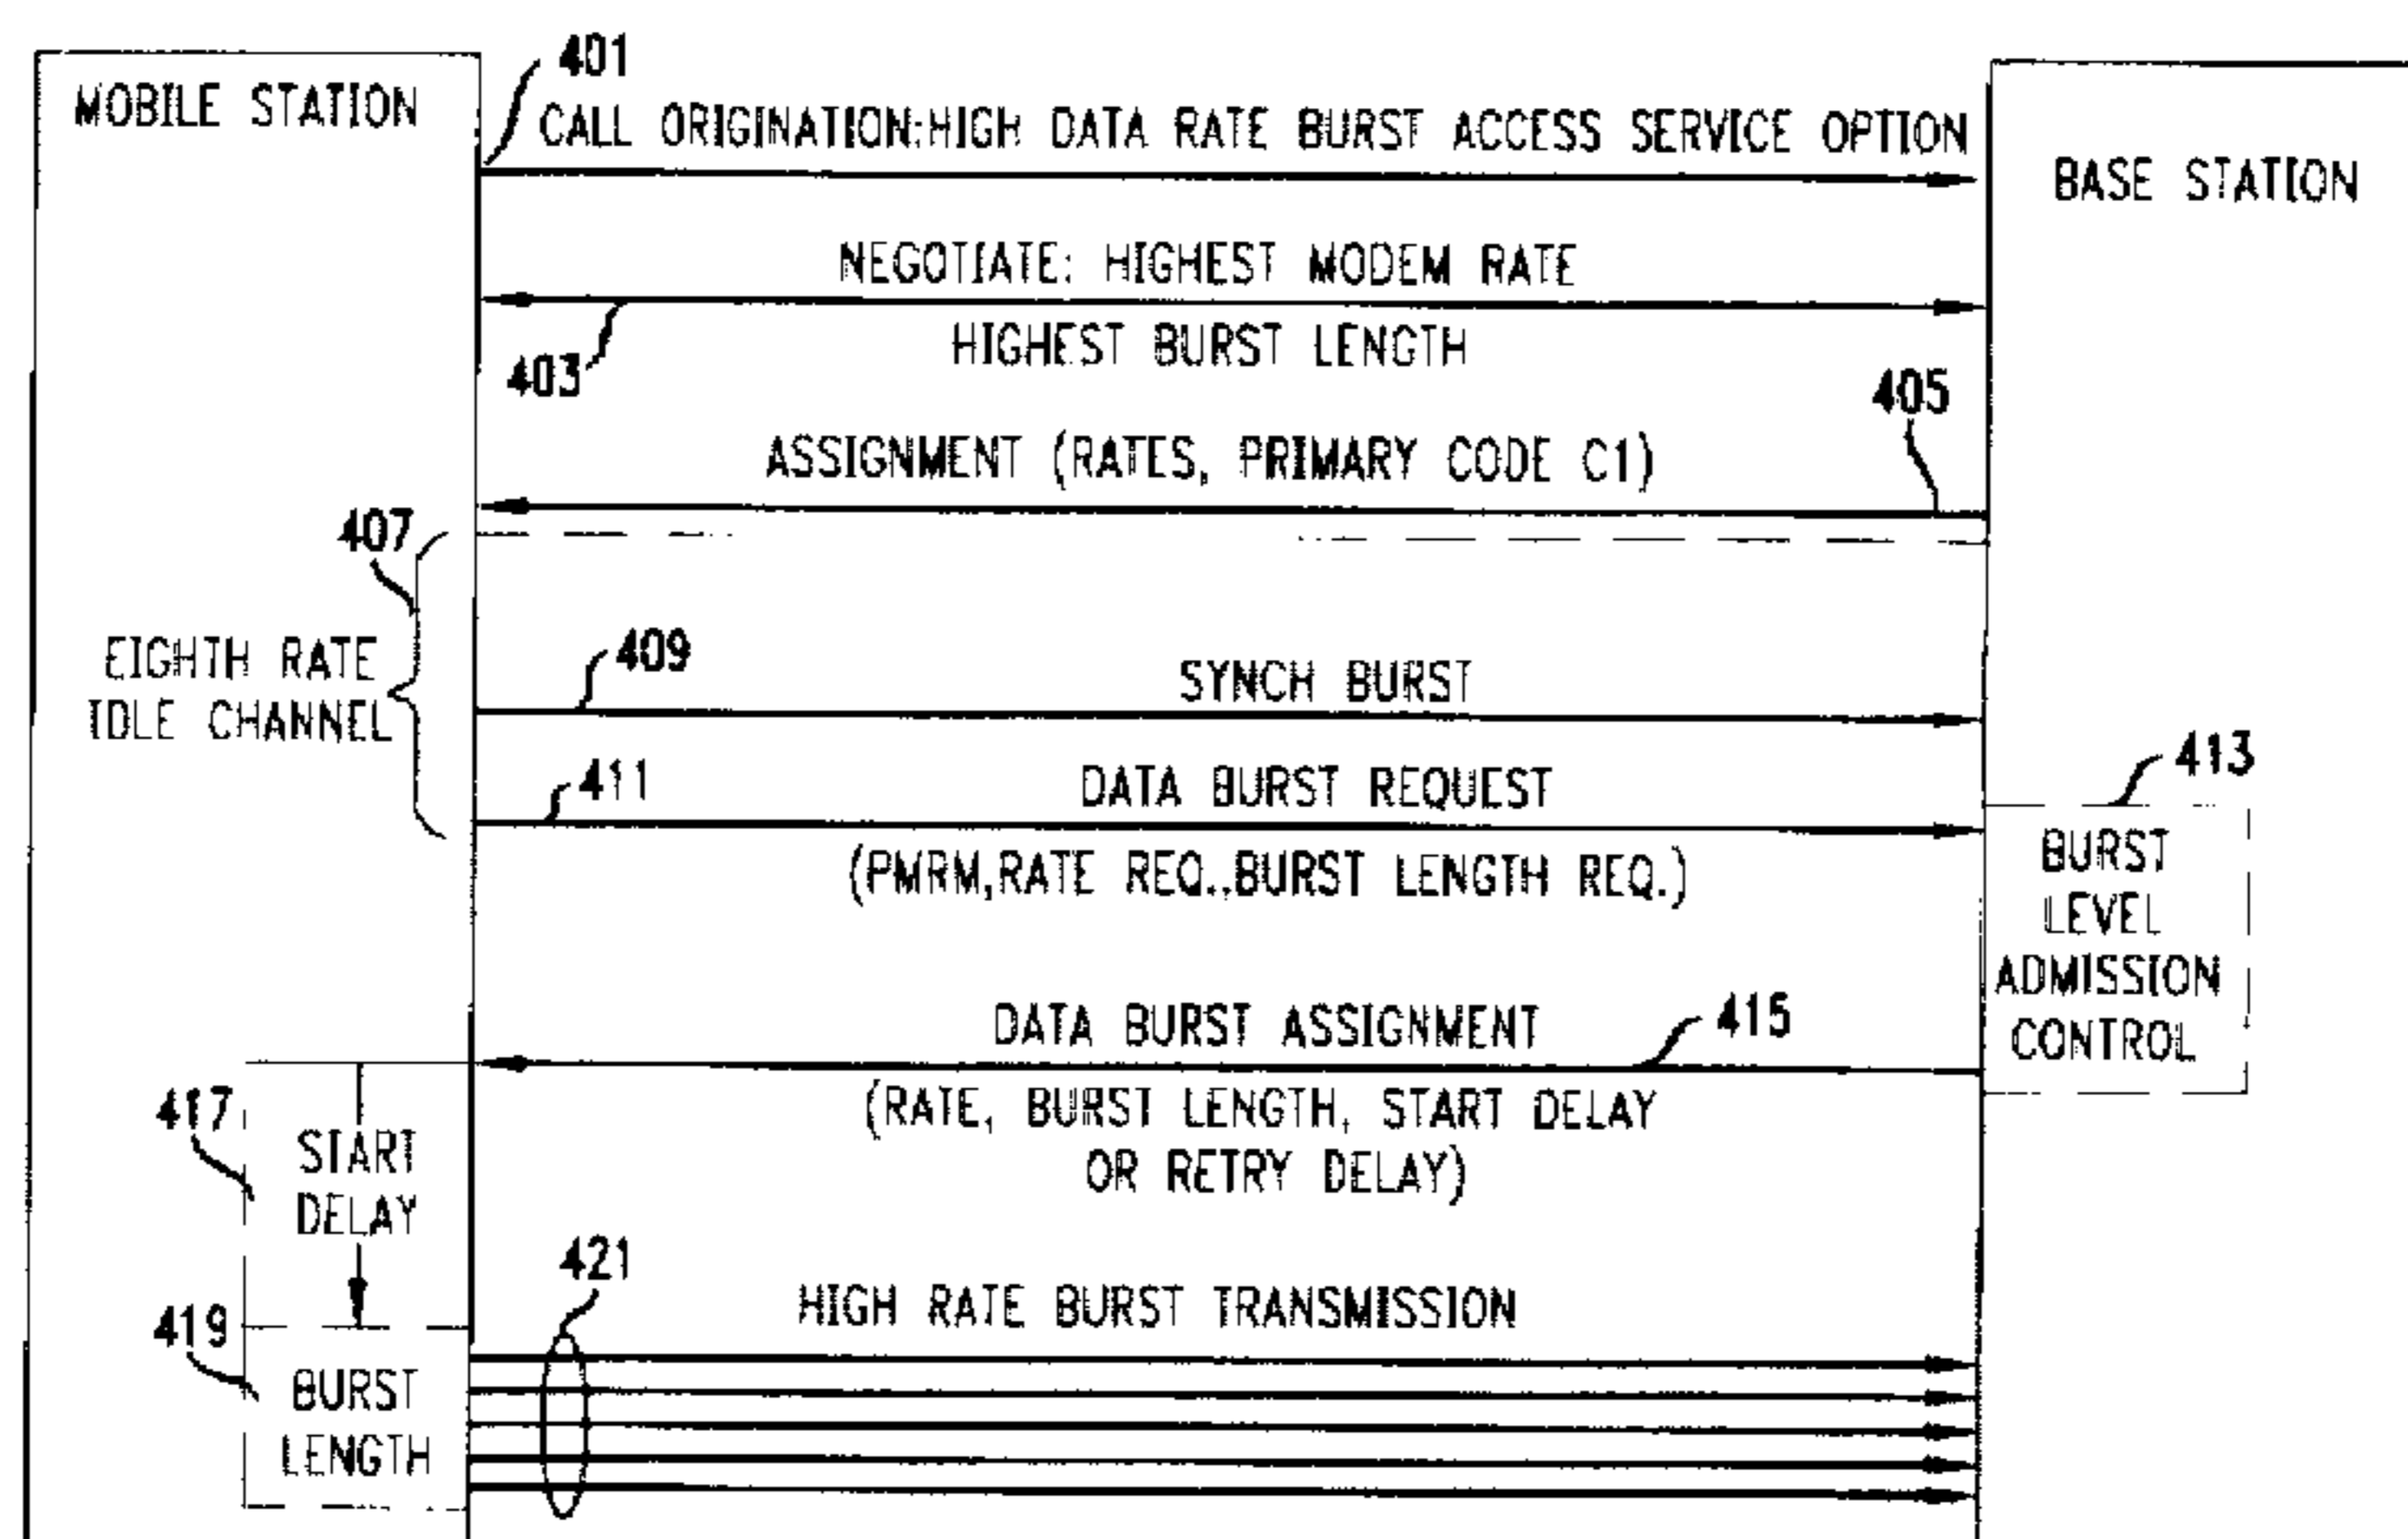 401
MOBILE STATION
CALL ORIGINATION:HIGH DATA RATE BURST ACCESS SERVICE OPTION
BASE STATION
NEGOTIATE: HIGHEST MODEM RATE
HIGHEST BURST LENGTH
403
405
ASSIGNMENT (RATES, PRIMARY CODE C1)
407
EIGHTH RATE
IDLE CHANNEL
409
SYNCH BURST
411
DATA BURST REQUEST
(PMRM,RATE REQ.,BURST LENGTH REQ.)
413
BURST
LEVEL
ADMISSION
CONTROL
DATA BURST ASSIGNMENT
415
(RATE, BURST LENGTH, START DELAY
OR RETRY DELAY)
417
START
DELAY
421
HIGH RATE BURST TRANSMISSION
419
BURST
LENGTH